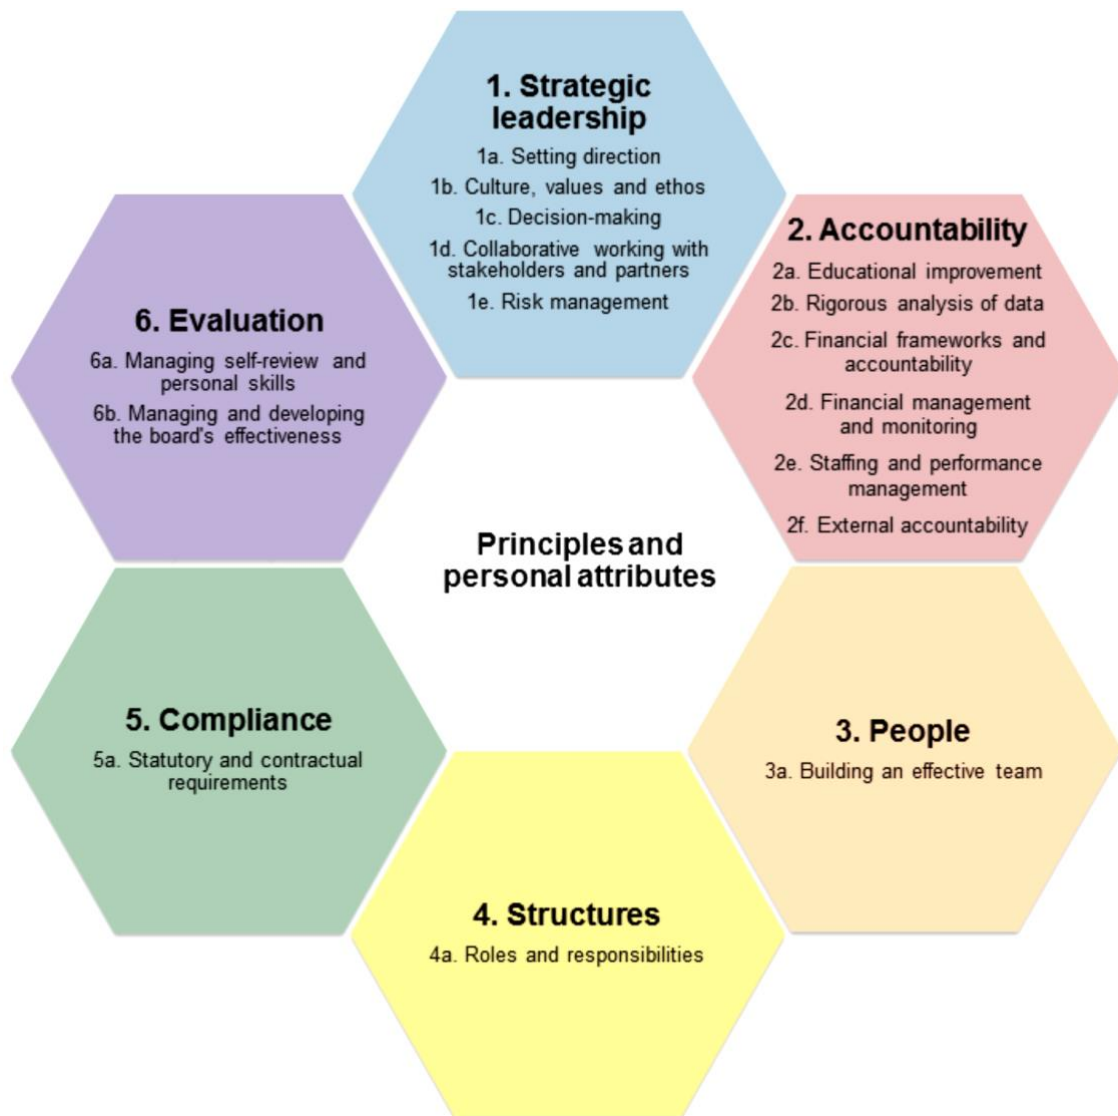 1. Strategic
leadership
1a. Setting direction
1b. Culture, values and ethos
1c. Decision-making
1d. Collaborative working with
stakeholders and partners
1e. Risk management
2. Accountability
2a. Educational improvement
2b. Rigorous analysis of data
2c. Financial frameworks and
accountability
2d. Financial management
and monitoring
2e. Staffing and performance
management
2f. External accountability
3. People
3a. Building an effective team
4. Structures
4a. Roles and responsibilities
5. Compliance
5a. Statutory and contractual
requirements
6. Evaluation
6a. Managing self-review and
personal skills
6b. Managing and developing
the board's effectiveness
Principles and
personal attributes